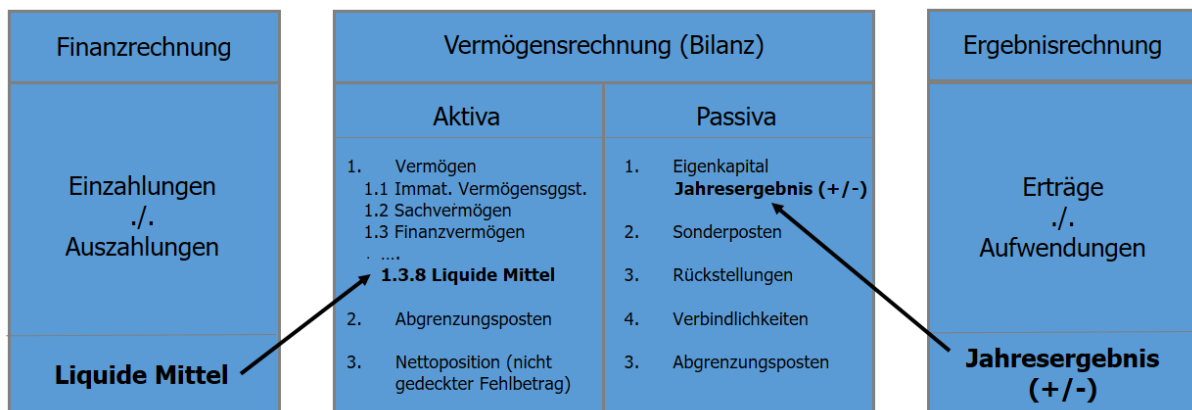 Finanzrechnung
Einzahlungen
./.
Auszahlungen
Liquide Mittel
Vermögensrechnung (Bilanz)
Aktiva
1. Vermögen
1.1 Immat. Vermögensggst.
1.2 Sachvermögen
1.3 Finanzvermögen
. ....
1.3.8 Liquide Mittel
2. Abgrenzungsposten
3. Nettoposition (nicht
gedeckter Fehlbetrag)
Passiva
1. Eigenkapital
Jahresergebnis (+/-)
2. Sonderposten
3. Rückstellungen
4. Verbindlichkeiten
3. Abgrenzungsposten
Ergebnisrechnung
Erträge
./.
Aufwendungen
Jahresergebnis
(+/-)